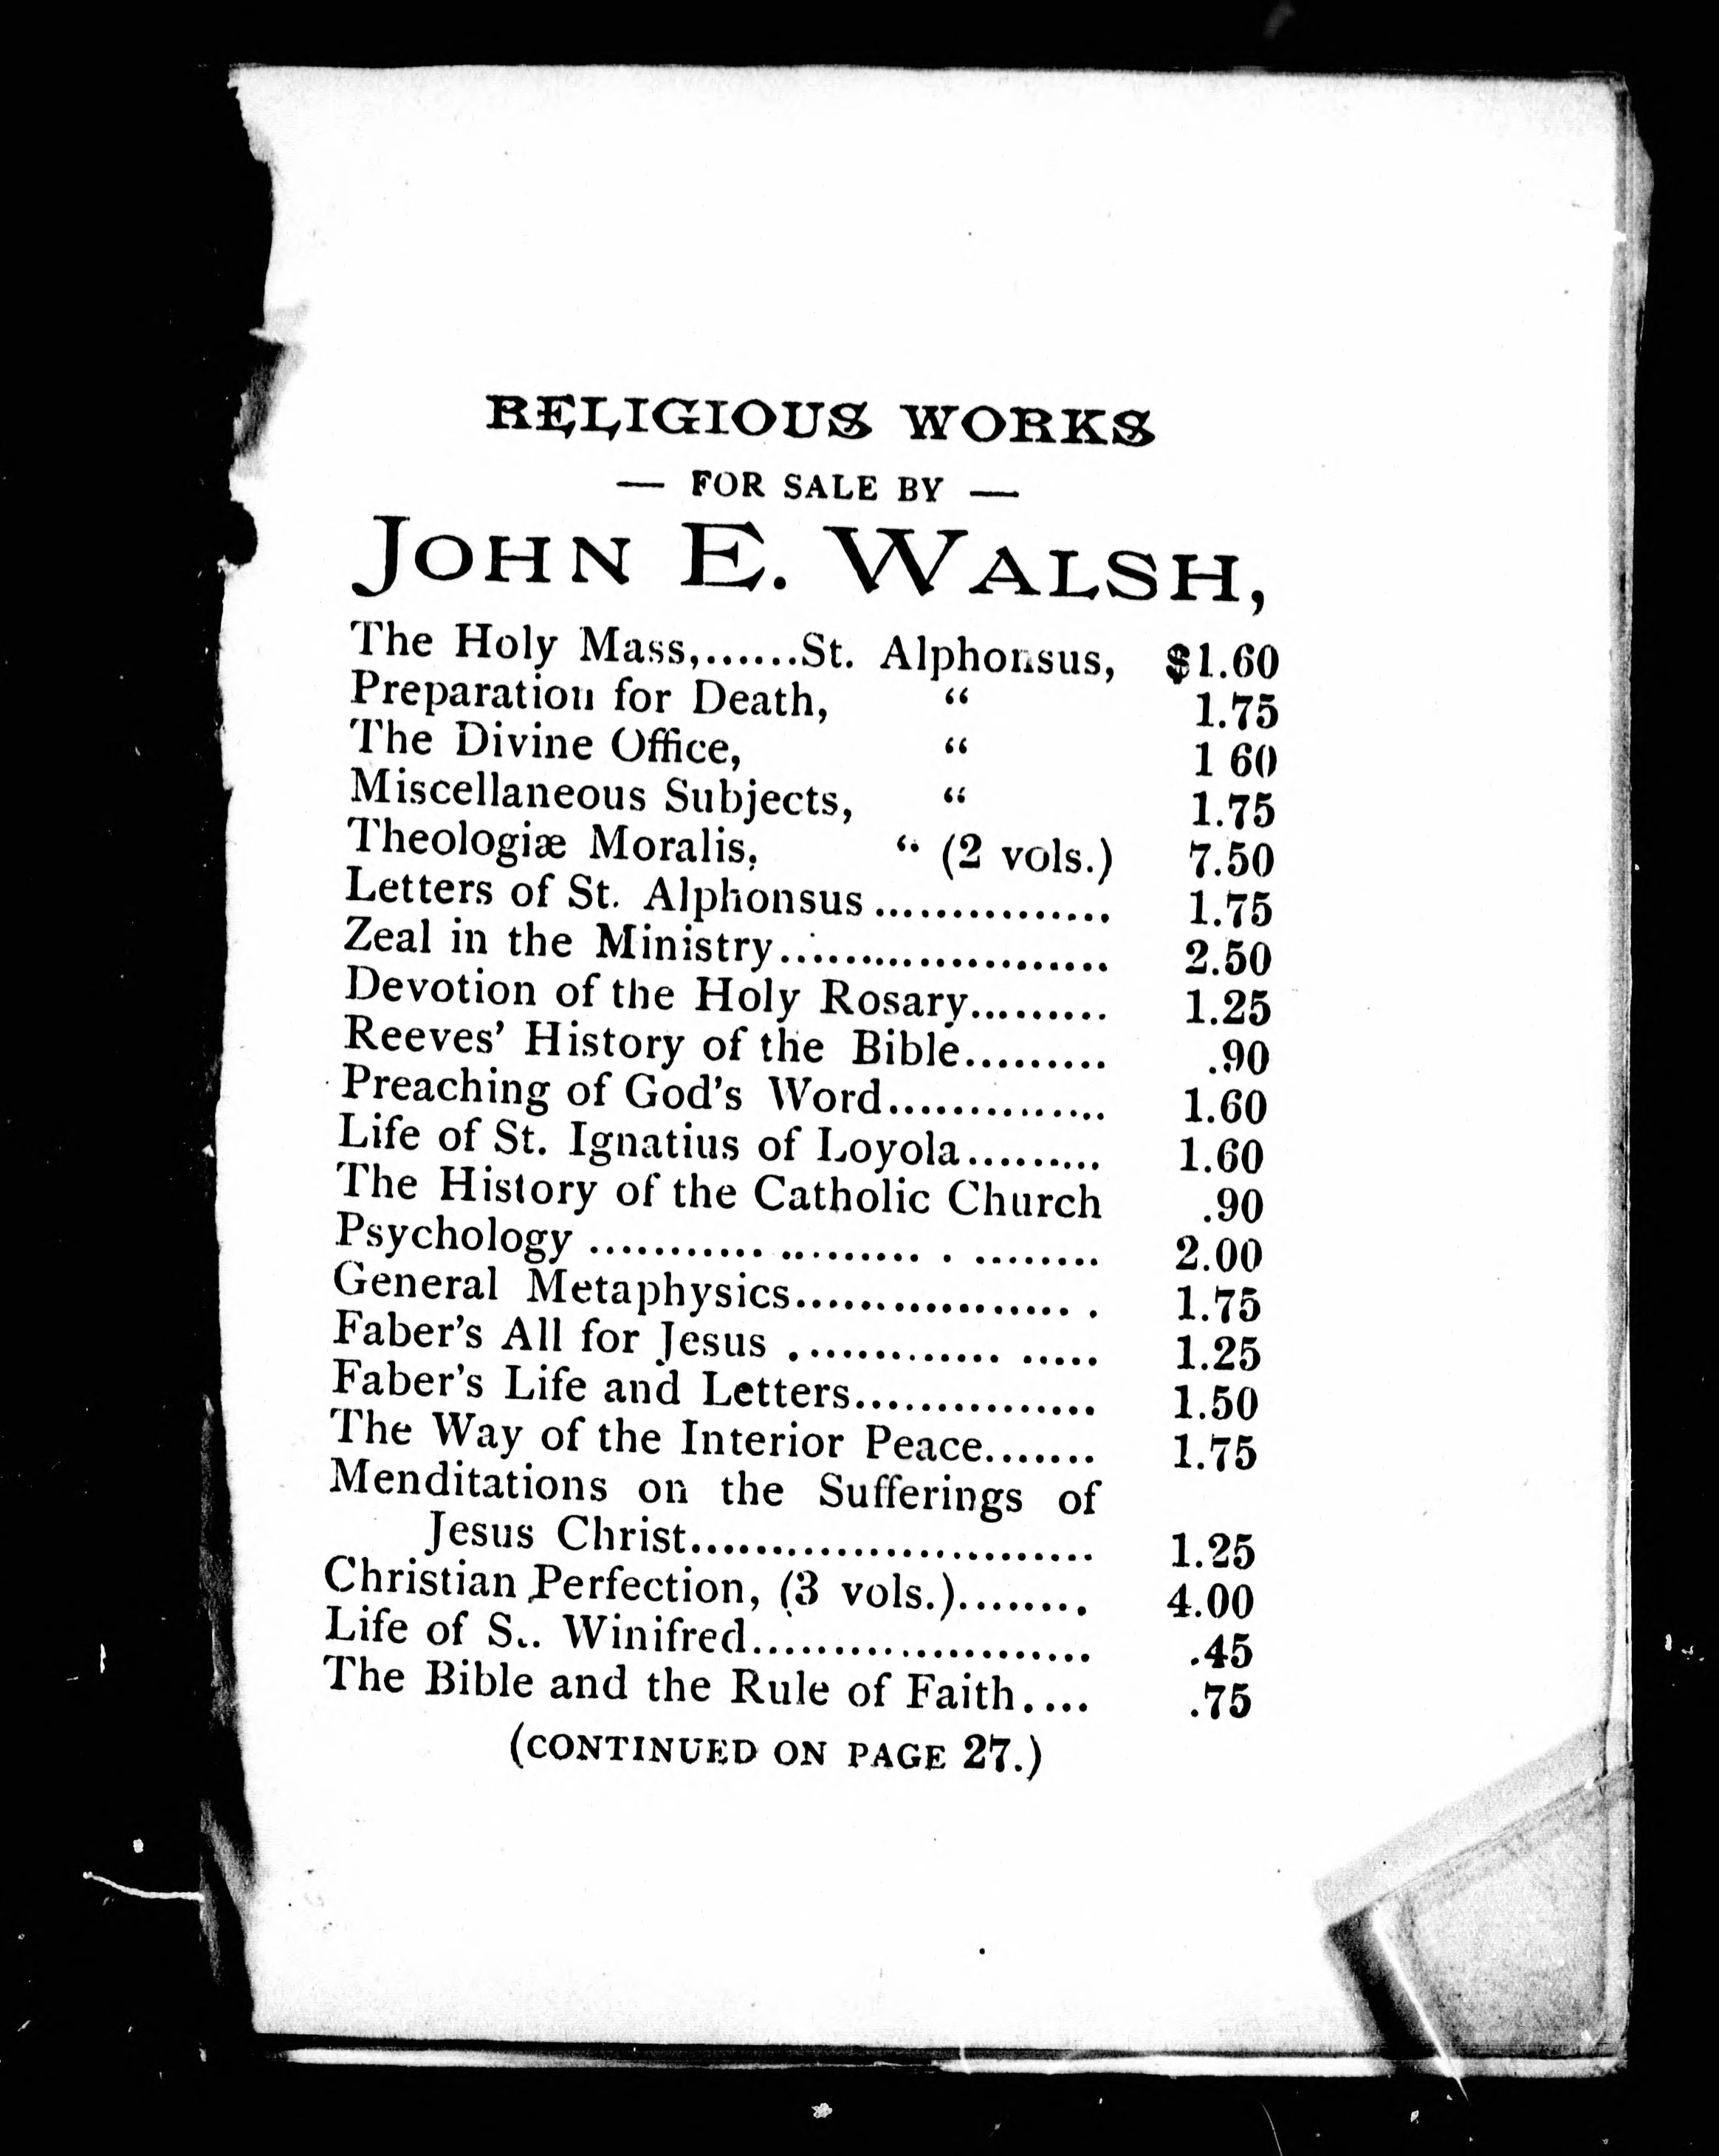 RELIGIOUS WORKS
— FOR SALE BY —
JOHN E. WALSH,
The Holy Mass,.......St. Alphonsus, $1.60
Preparation for Death, “ 1.75
The Divine Office, “ 1 60
Miscellaneous Subjects, “ 1.75
Theologiæ Moralis, “ (2 vols.) 7.50
Letters of St. Alphonsus............... 1.75
Zeal in the Ministry..................... 2.50
Devotion of the Holy Rosary......... 1.25
Reeves’ History of the Bible......... .90
Preaching of God’s Word.............. 1.60
Life of St. Ignatius of Loyola......... 1.60
The History of the Catholic Church .90
Psychology ..................... . ........ 2.00
General Metaphysics................. . 1.75
Faber’s All for Jesus ............. ..... 1.25
Faber’s Life and Letters............... 1.50
The Way of the Interior Peace....... 1.75
Menditations on the Sufferings of
Jesus Christ......................... 1.25
Christian Perfection, (3 vols.)........ 4.00
Life of S... Winifred..................... .45
The Bible and the Rule of Faith.... .75
(CONTINUED ON PAGE 27.)